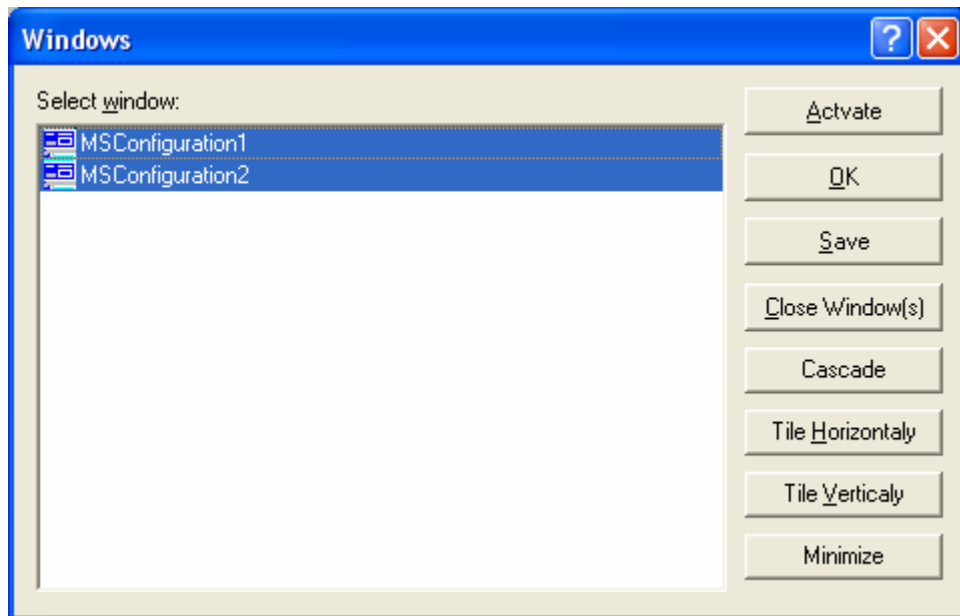 Windows
Select window:
MSConfiguration1
MSConfiguration2
Actvate
OK
Save
Close Window(s)
Cascade
Tile Horizontaly
Tile Verticaly
Minimize